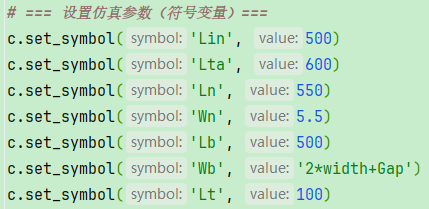 # === 设置仿真参数（符号变量）===
c.set_symbol( symbol: 'Lin', value: 500)
c.set_symbol( symbol: 'Lta', value: 600)
c.set_symbol( symbol: 'Ln', value: 550)
c.set_symbol( symbol: 'Wn', value: 5.5)
c.set_symbol( symbol: 'Lb', value: 500)
c.set_symbol( symbol: 'Wb', value: '2*width+Gap')
c.set_symbol( symbol: 'Lt', value: 100)